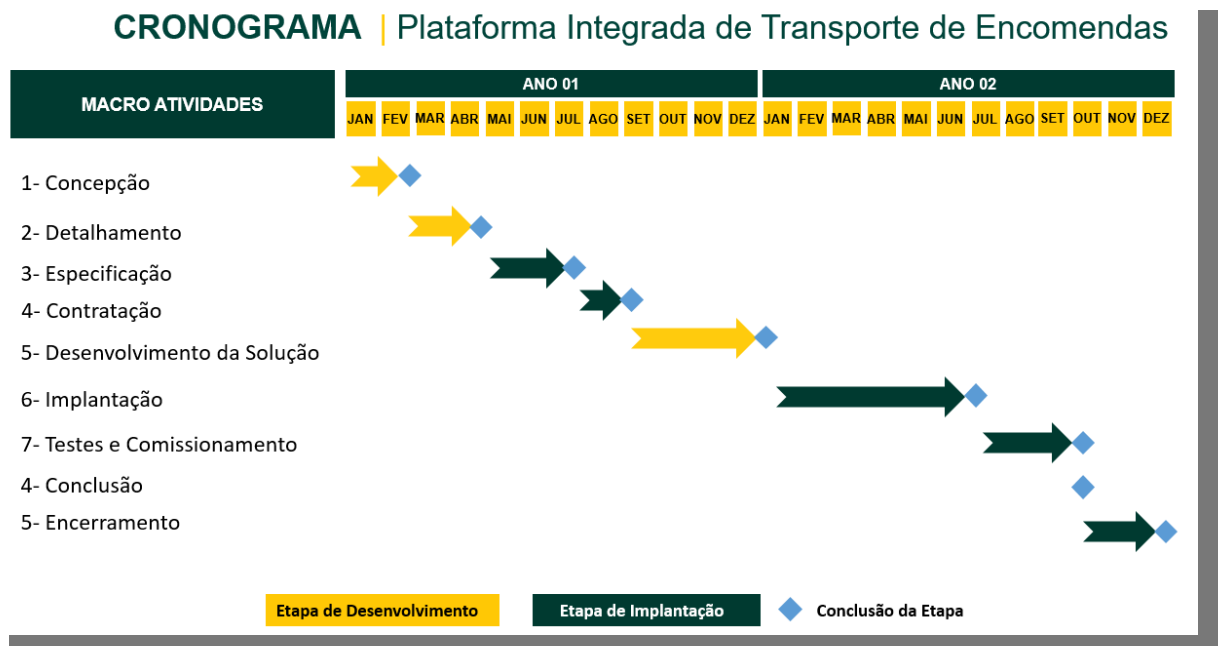 CRONOGRAMA | Plataforma Integrada de Transporte de Encomendas
MACRO ATIVIDADES
ANO 01 ANO 02
JAN FEV MAR ABR MAI JUN JUL AGO SET OUT NOV DEZ JAN FEV MAR ABR MAI JUN JUL AGO SET OUT NOV DEZ
1- Concepção
2- Detalhamento
3- Especificação
4- Contratação
5- Desenvolvimento da Solução
6- Implantação
7- Testes e Comissionamento
4- Conclusão
5- Encerramento
Etapa de Desenvolvimento Etapa de Implantação Conclusão da Etapa